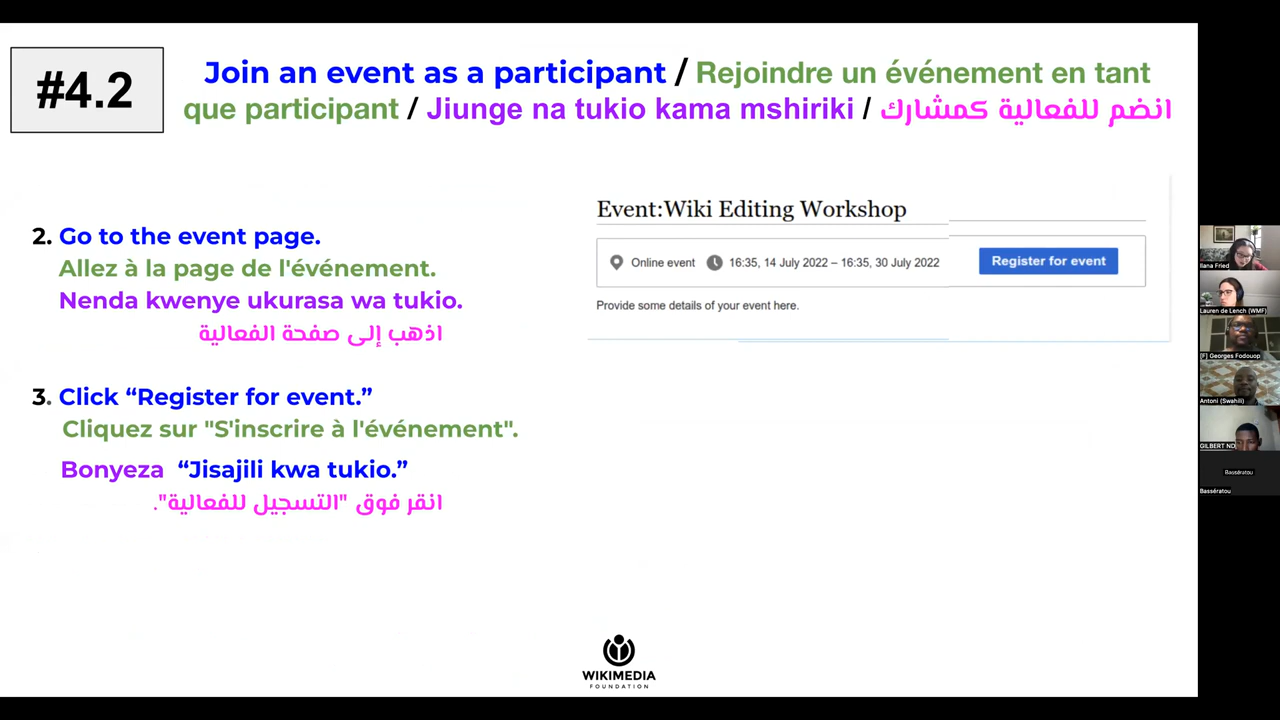 #4.2
Join an event as a participant / Rejoindre un événement en tant
que participant / Jiunge na tukio kama mshiriki / انضم للفعالية كمشارك
2. Go to the event page.
Allez à la page de l'événement.
Nenda kwenye ukurasa wa tukio.
اذهب إلى صفحة الفعالية
3. Click “Register for event.”
Cliquez sur "S'inscrire à l'événement".
Bonyeza “Jisajili kwa tukio.”
انقر فوق "التسجيل للفعالية".
Event:Wiki Editing Workshop
Online event 16:35, 14 July 2022 – 16:35, 30 July 2022 Register for event
Provide some details of your event here.
WIKIMEDIA
FOUNDATION
Ilana Fried
Lauren de Lench (WMF)
[F] Georges Fodouop
Antoni (Swahili)
GILBERT ND
Bassératou
Bassératou